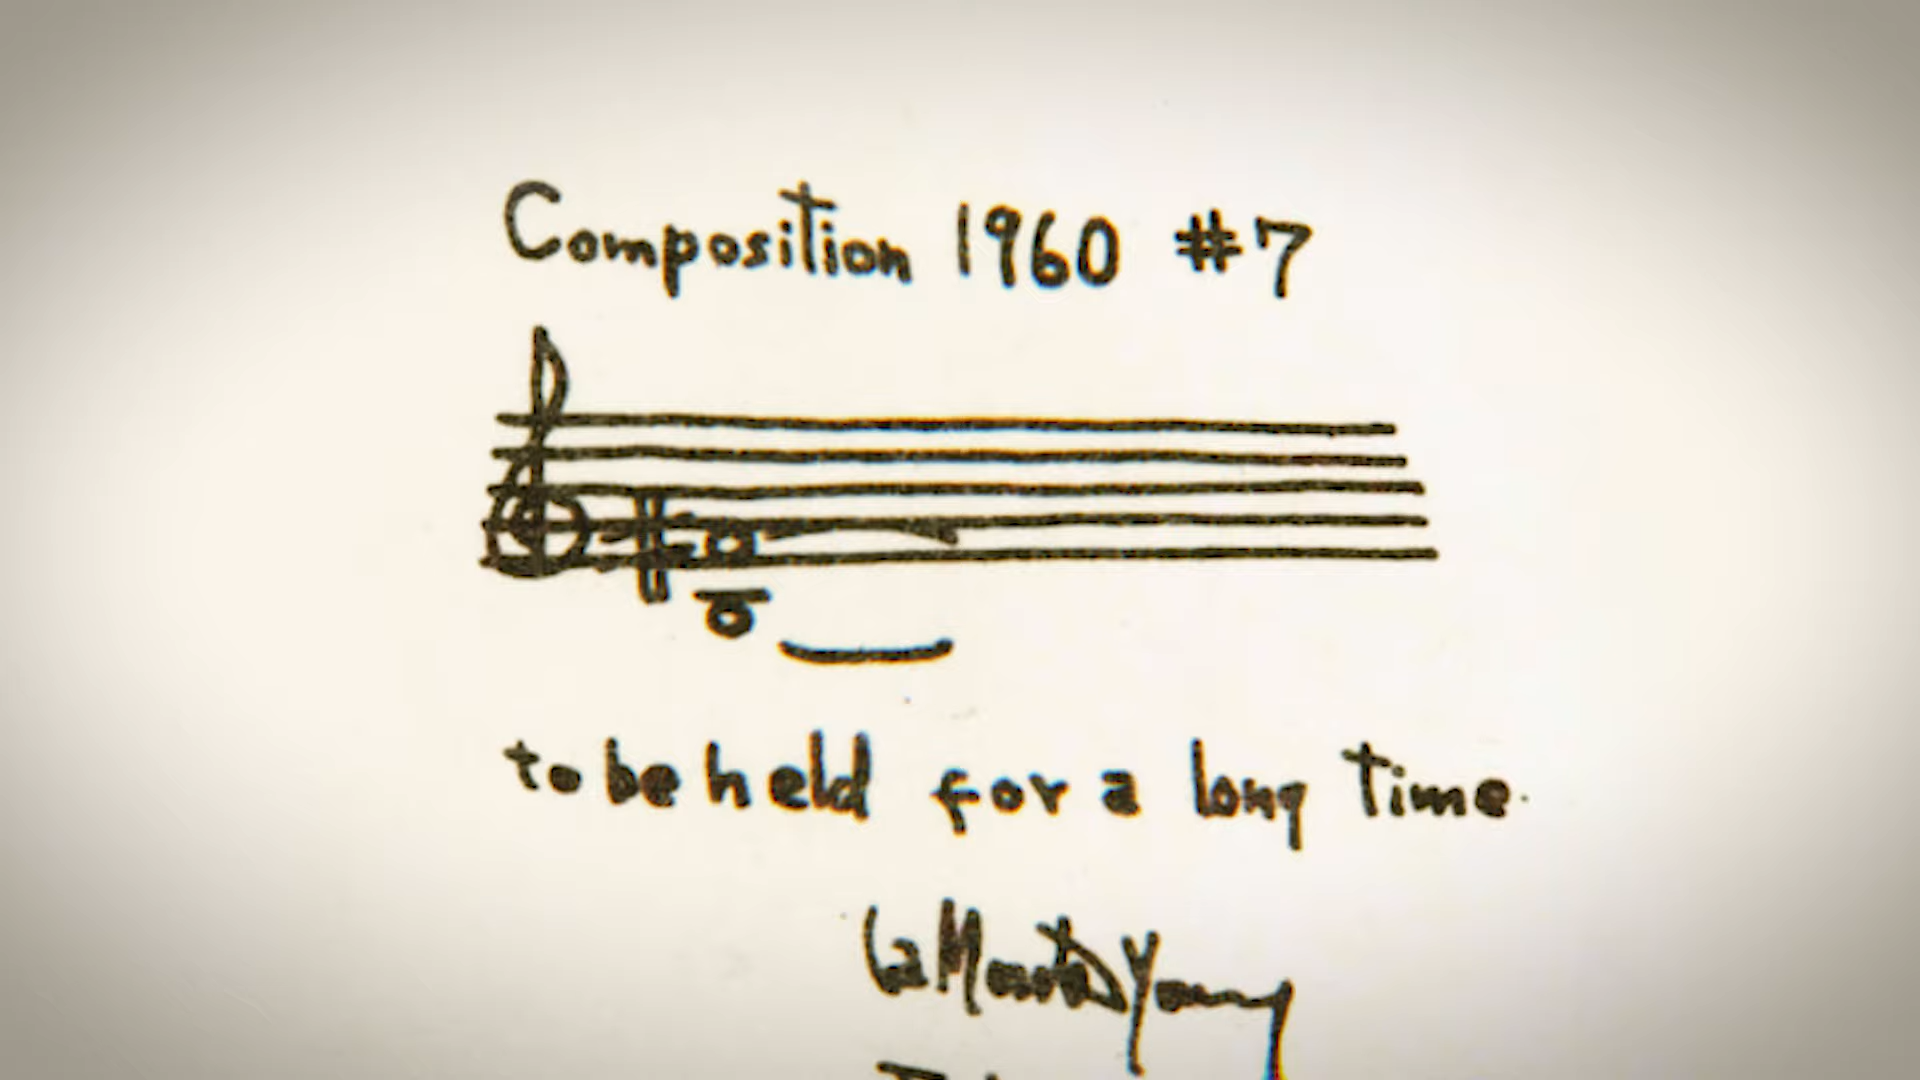 Composition 1960 #7
to be held for a long time.
La Monte Young